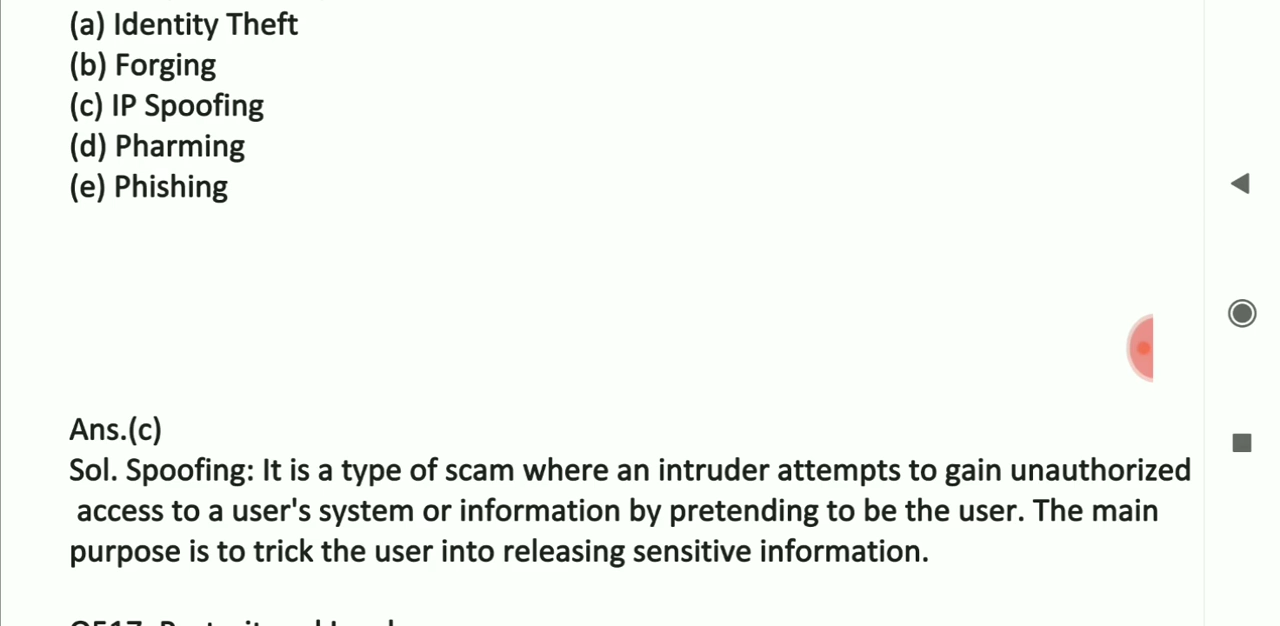 (a) Identity Theft
(b) Forging
(c) IP Spoofing
(d) Pharming
(e) Phishing
Ans.(c)
Sol. Spoofing: It is a type of scam where an intruder attempts to gain unauthorized
access to a user's system or information by pretending to be the user. The main
purpose is to trick the user into releasing sensitive information.